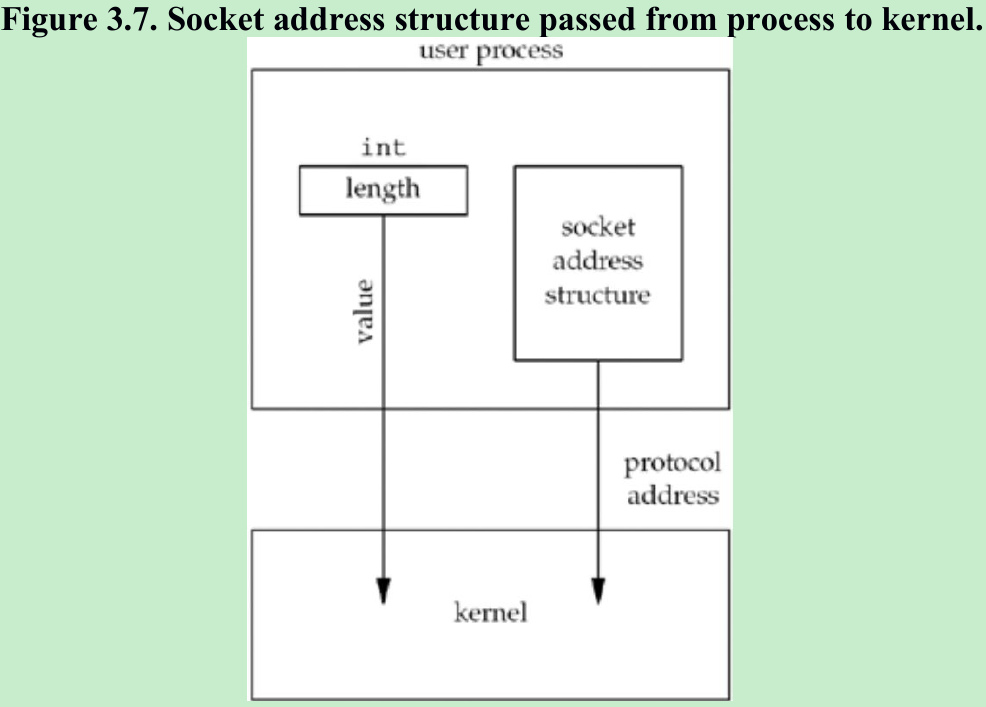 Figure 3.7. Socket address structure passed from process to kernel.
user process
int
length
value
socket
address
structure
protocol
address
kernel